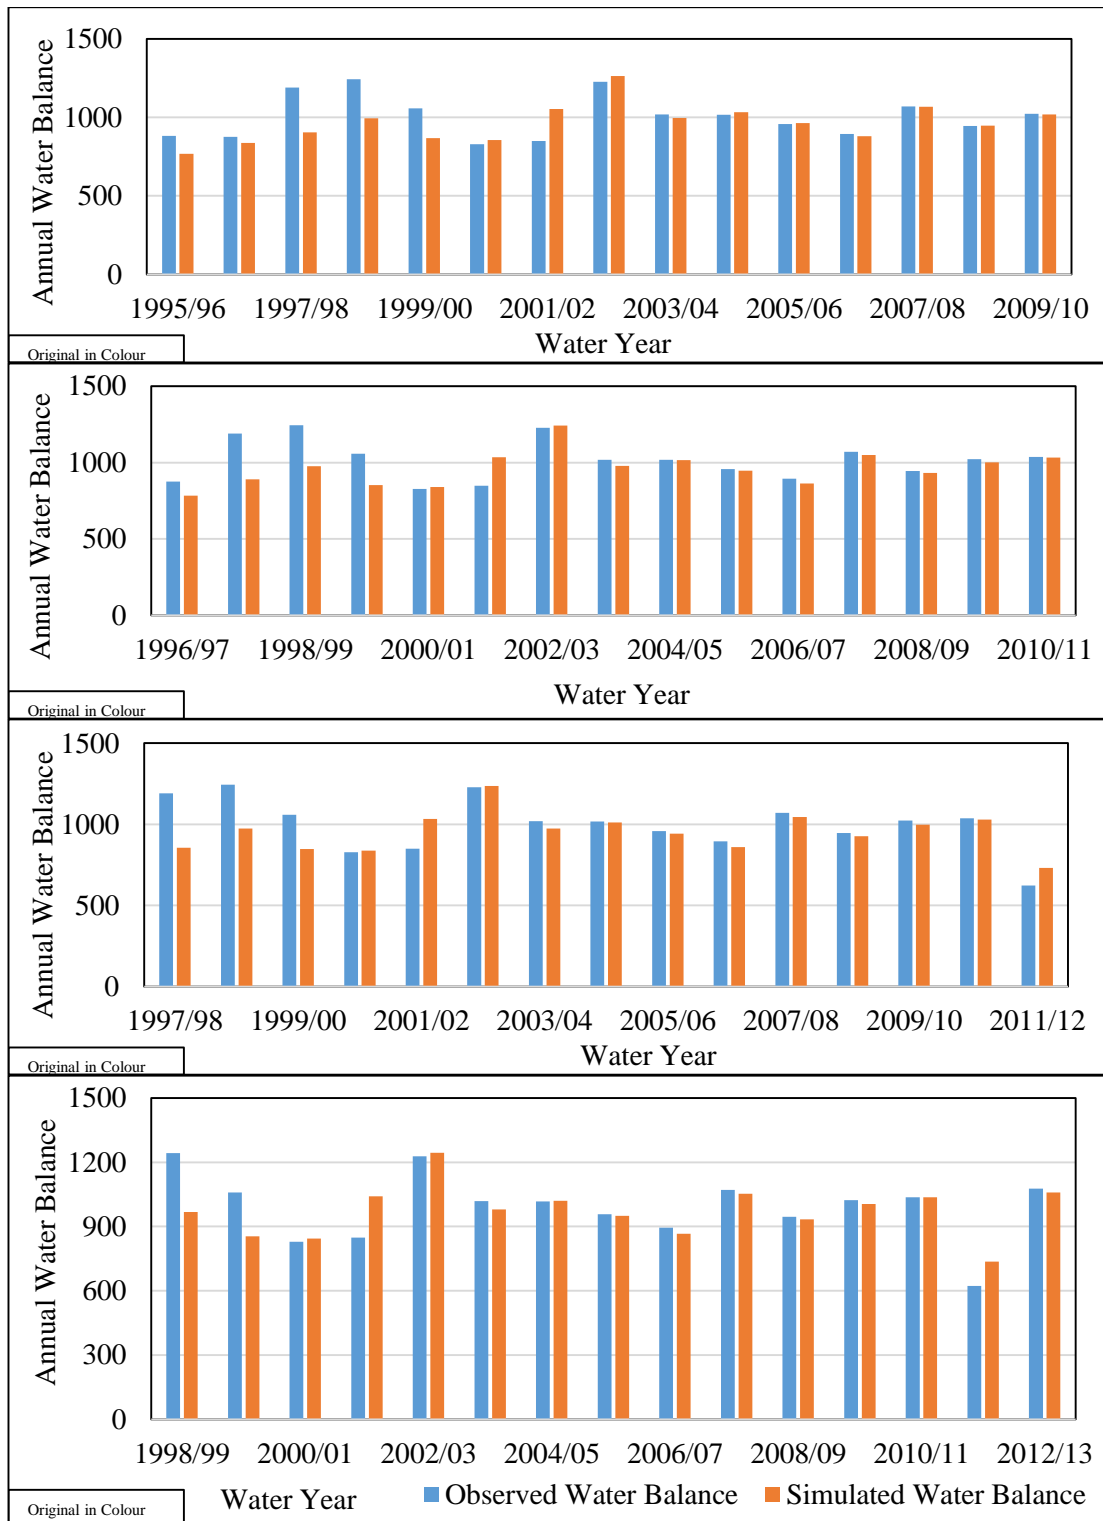 Annual Water Balance
1500
1000
500
0
1995/96 1997/98 1999/00 2001/02 2003/04 2005/06 2007/08 2009/10
Water Year
Original in Colour
Annual Water Balance
1500
1000
500
0
1996/97 1998/99 2000/01 2002/03 2004/05 2006/07 2008/09 2010/11
Water Year
Original in Colour
Annual Water Balance
1500
1000
500
0
1997/98 1999/00 2001/02 2003/04 2005/06 2007/08 2009/10 2011/12
Water Year
Original in Colour
Annual Water Balance
1500
1200
900
600
300
0
1998/99 2000/01 2002/03 2004/05 2006/07 2008/09 2010/11 2012/13
Water Year Observed Water Balance Simulated Water Balance
Original in Colour